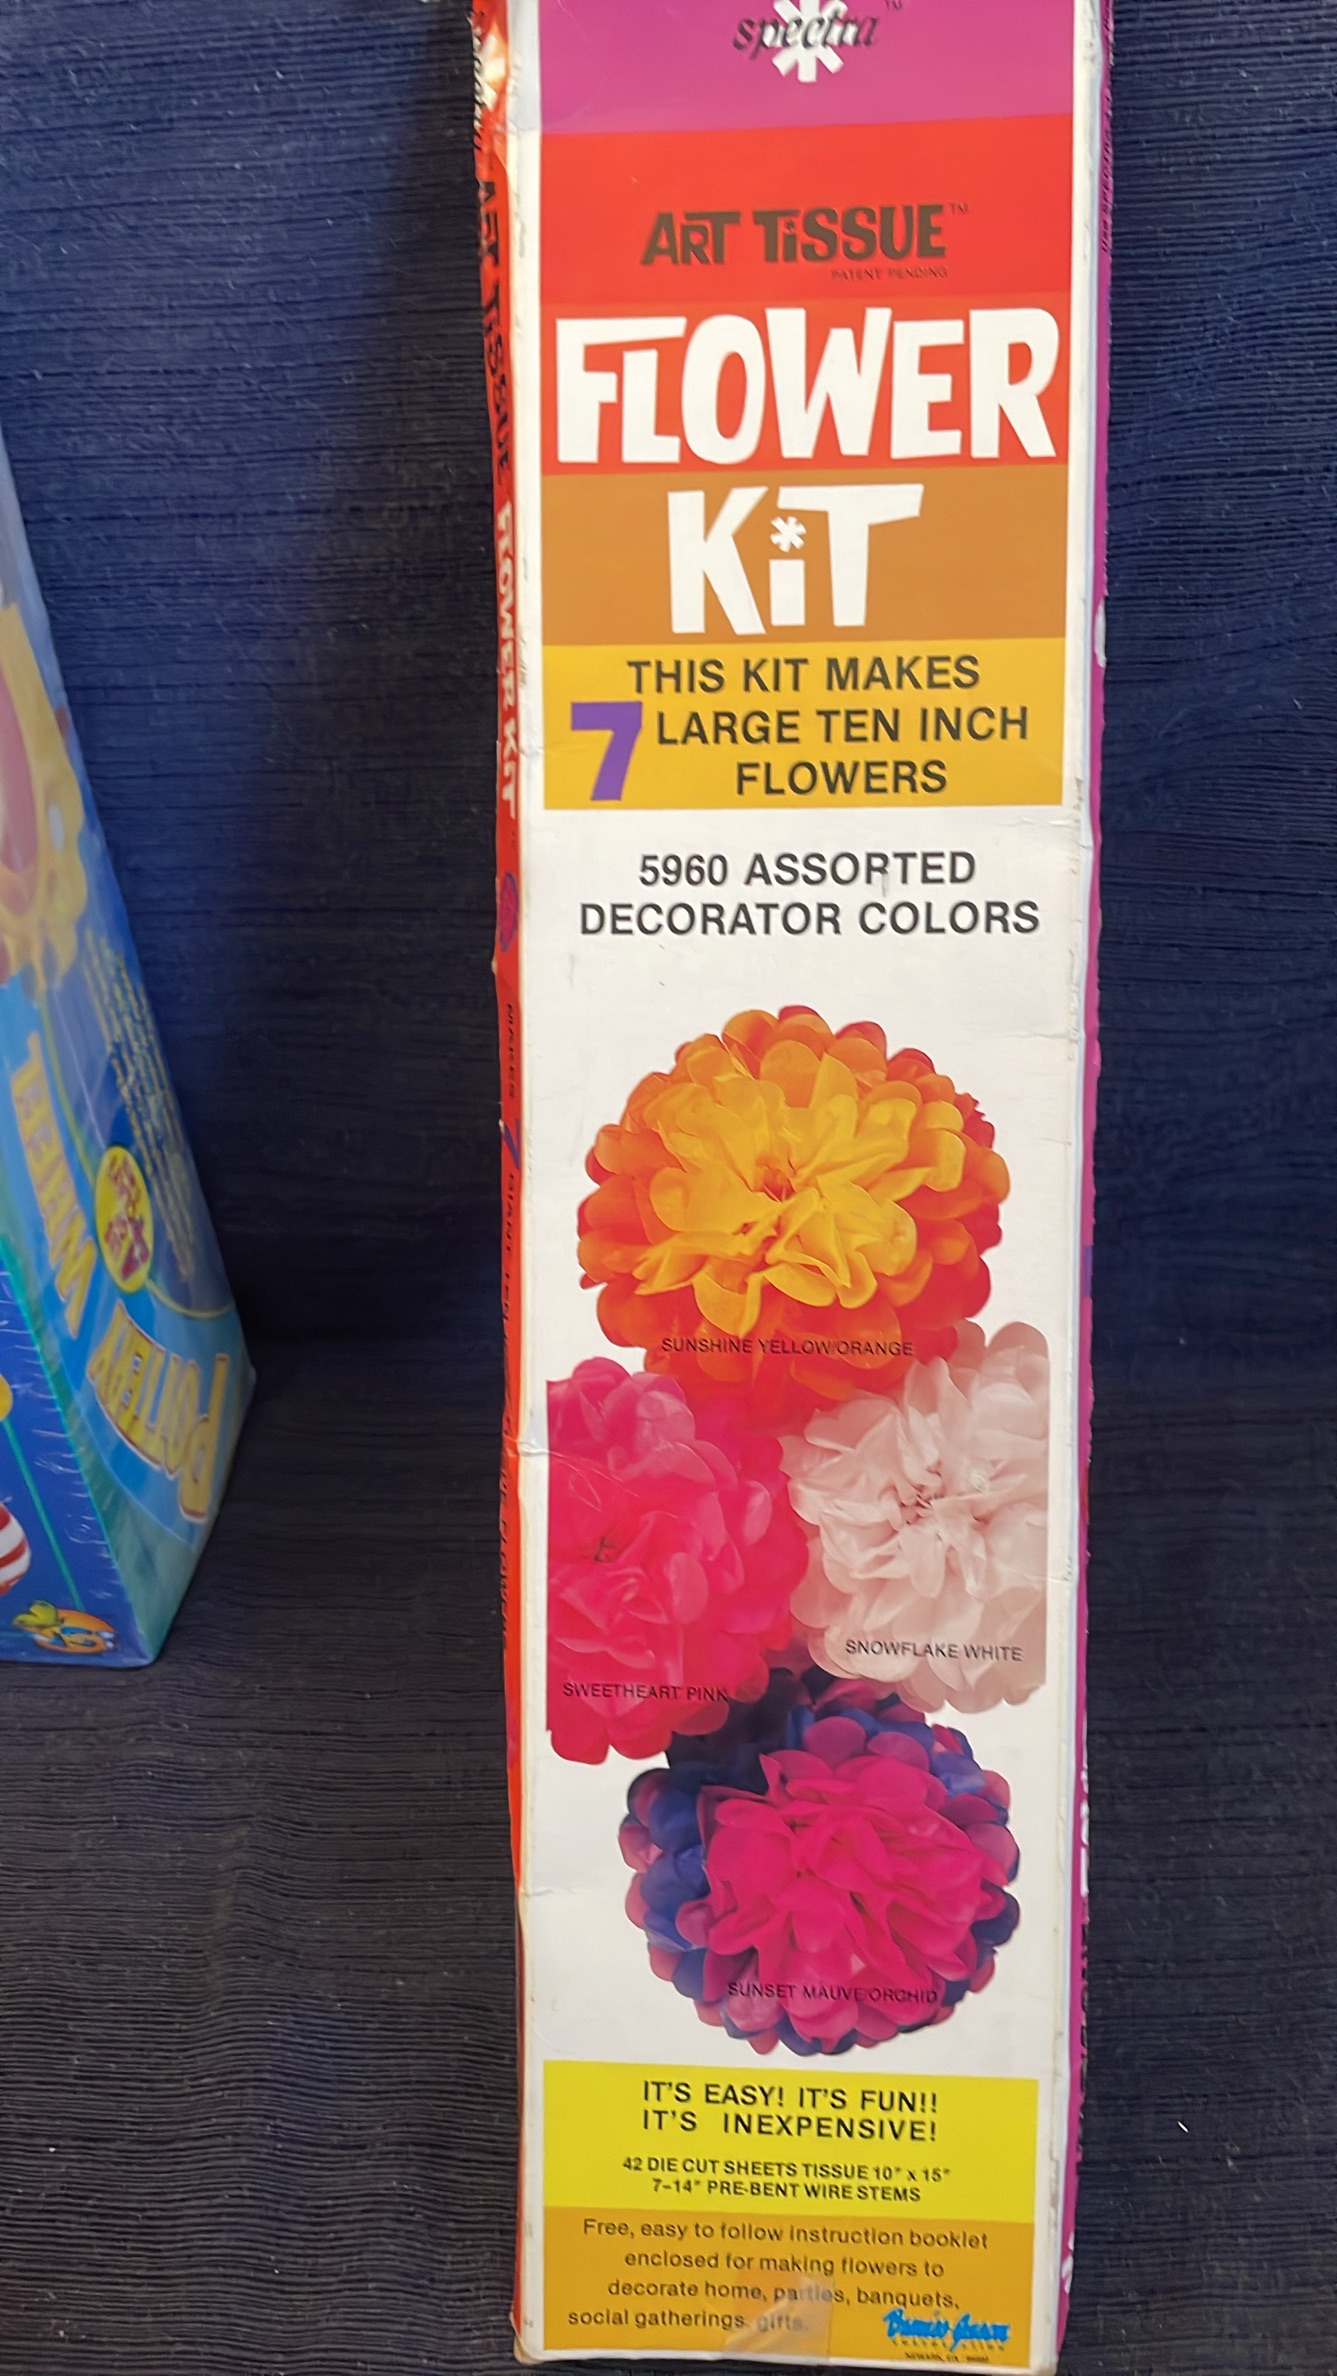 spectra™
ART TiSSUE™
PATENT PENDING
FLOWER
KiT
THIS KIT MAKES
7 LARGE TEN INCH
FLOWERS
5960 ASSORTED
DECORATOR COLORS
SUNSHINE YELLOW/ORANGE
SNOWFLAKE WHITE
SWEETHEART PINK
SUNSET MAUVE/ORCHID
IT'S EASY! IT'S FUN!!
IT'S INEXPENSIVE!
42 DIE CUT SHEETS TISSUE 10" x 15"
7-14" PRE-BENT WIRE STEMS
Free, easy to follow instruction booklet
enclosed for making flowers to
decorate home, parties, banquets,
social gatherings, gifts.
ART TISSUE FLOWER KIT
POTTERY
WHEEL